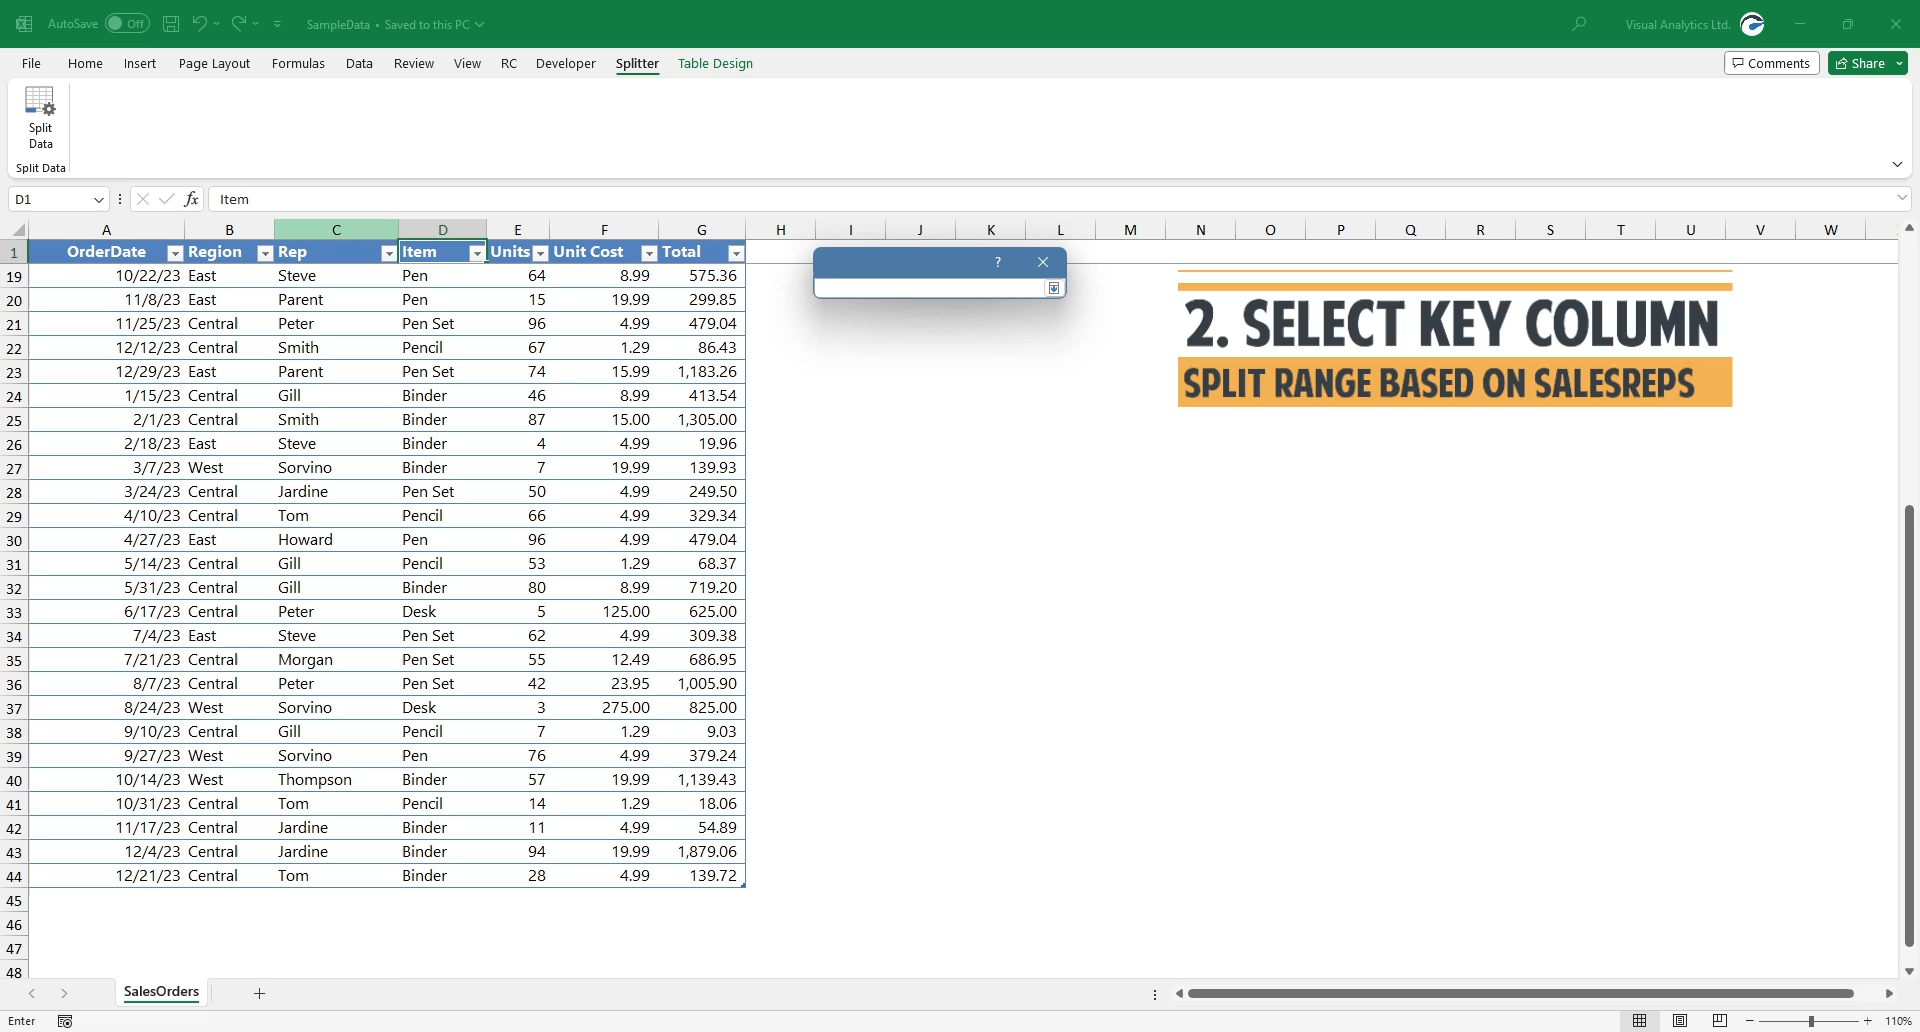 AutoSave Off SampleData • Saved to this PC Visual Analytics Ltd.
File Home Insert Page Layout Formulas Data Review View RC Developer Splitter Table Design Comments Share
Split
Data
Split Data
D1 fx Item
A B C D E F G H I J K L M N O P Q R S T U V W
1 OrderDate Region Rep Item Units Unit Cost Total
?
19 10/22/23 East Steve Pen 64 8.99 575.36
20 11/8/23 East Parent Pen 15 19.99 299.85
21 11/25/23 Central Peter Pen Set 96 4.99 479.04
22 12/12/23 Central Smith Pencil 67 1.29 86.43
23 12/29/23 East Parent Pen Set 74 15.99 1,183.26
24 1/15/23 Central Gill Binder 46 8.99 413.54
25 2/1/23 Central Smith Binder 87 15.00 1,305.00
26 2/18/23 East Steve Binder 4 4.99 19.96
27 3/7/23 West Sorvino Binder 7 19.99 139.93
28 3/24/23 Central Jardine Pen Set 50 4.99 249.50
29 4/10/23 Central Tom Pencil 66 4.99 329.34
30 4/27/23 East Howard Pen 96 4.99 479.04
31 5/14/23 Central Gill Pencil 53 1.29 68.37
32 5/31/23 Central Gill Binder 80 8.99 719.20
33 6/17/23 Central Peter Desk 5 125.00 625.00
34 7/4/23 East Steve Pen Set 62 4.99 309.38
35 7/21/23 Central Morgan Pen Set 55 12.49 686.95
36 8/7/23 Central Peter Pen Set 42 23.95 1,005.90
37 8/24/23 West Sorvino Desk 3 275.00 825.00
38 9/10/23 Central Gill Pencil 7 1.29 9.03
39 9/27/23 West Sorvino Pen 76 4.99 379.24
40 10/14/23 West Thompson Binder 57 19.99 1,139.43
41 10/31/23 Central Tom Pencil 14 1.29 18.06
42 11/17/23 Central Jardine Binder 11 4.99 54.89
43 12/4/23 Central Jardine Binder 94 19.99 1,879.06
44 12/21/23 Central Tom Binder 28 4.99 139.72
45
46
47
48
2. SELECT KEY COLUMN
SPLIT RANGE BASED ON SALESREPS
SalesOrders
Enter 110%